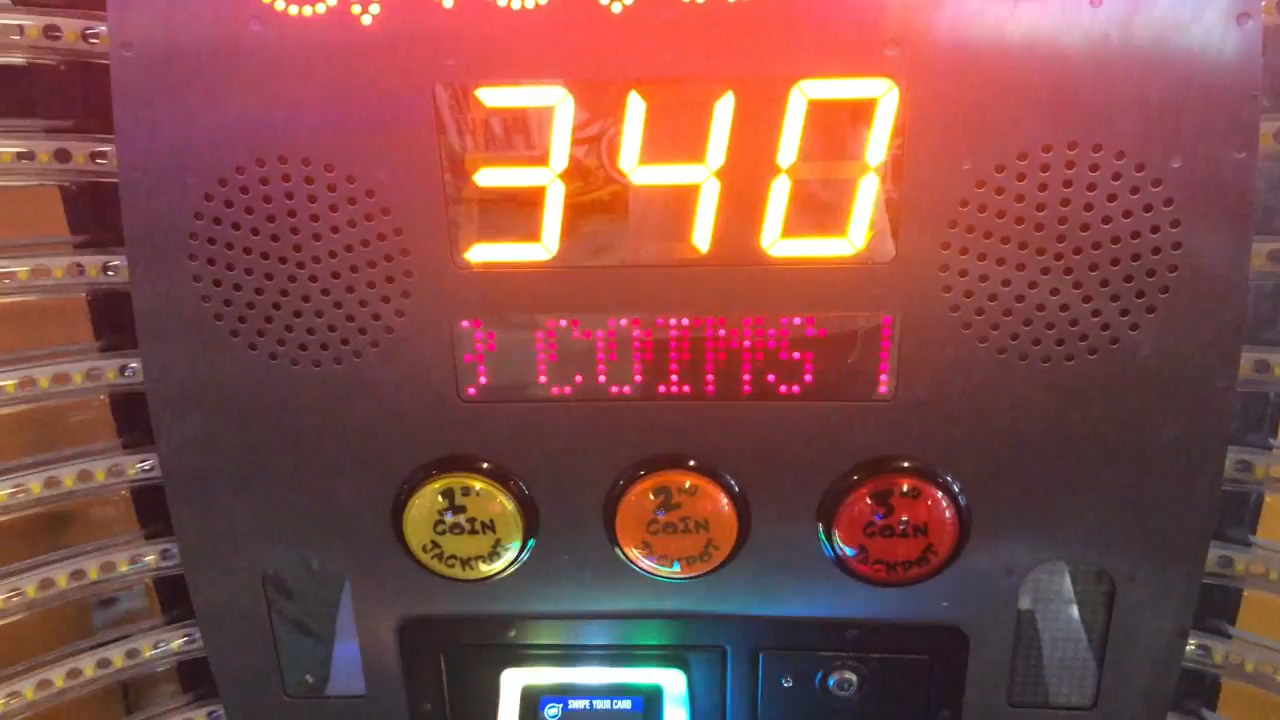 340
3 COINS
1ST COIN JACKPOT
2ND COIN JACKPOT
3RD COIN JACKPOT
SWIPE YOUR CARD